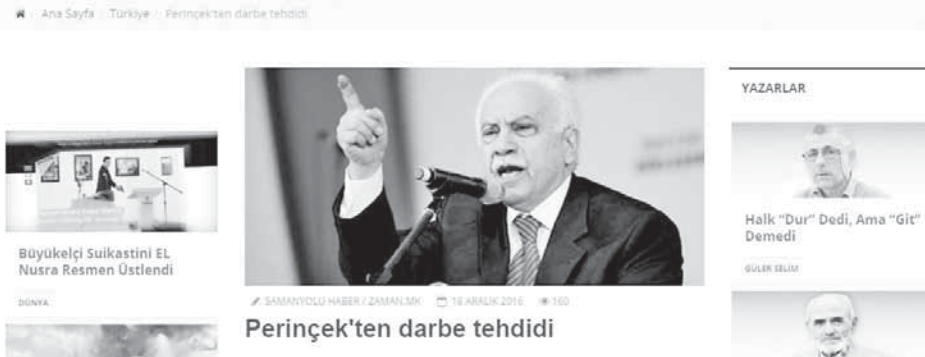 Ana Sayfa / Türkiye / Perinçek'ten darbe tehdidi
Büyükelçi Suikastini EL
Nusra Resmen Üstlendi
DÜNYA
SAMANYOLU HABER / ZAMAN.MK 18 ARALIK 2016 160
Perinçek'ten darbe tehdidi
YAZARLAR
Halk "Dur" Dedi, Ama "Git"
Demedi
GÜLER SELİM